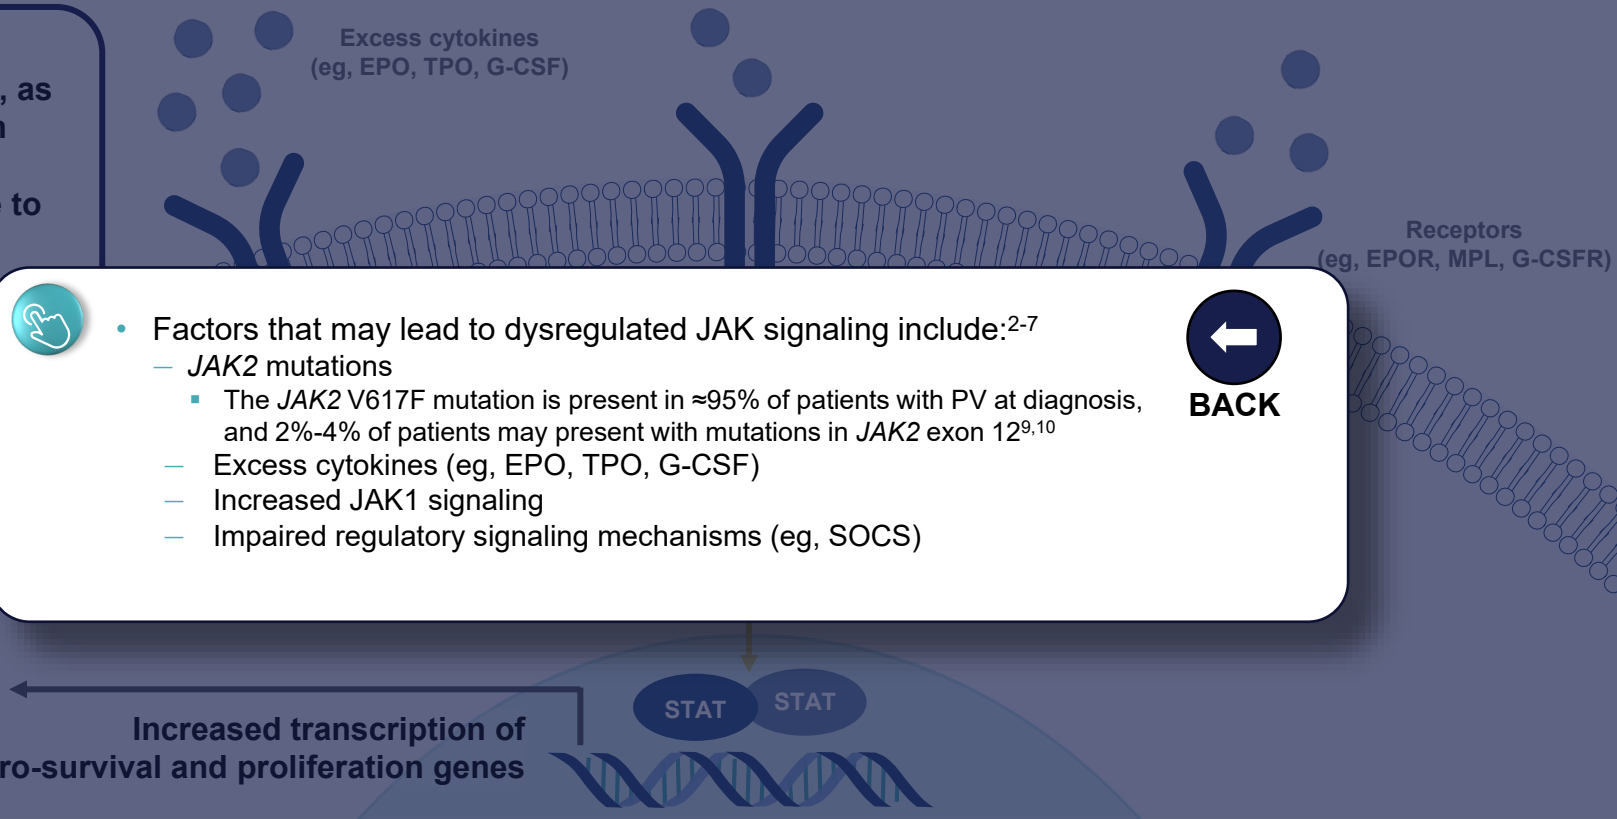 Excess cytokines
(eg, EPO, TPO, G-CSF)
, as
to
Receptors
(eg, EPOR, MPL, G-CSFR)
• Factors that may lead to dysregulated JAK signaling include:2-7
– JAK2 mutations
▪ The JAK2 V617F mutation is present in ≈95% of patients with PV at diagnosis,
and 2%-4% of patients may present with mutations in JAK2 exon 129,10
– Excess cytokines (eg, EPO, TPO, G-CSF)
– Increased JAK1 signaling
– Impaired regulatory signaling mechanisms (eg, SOCS)
BACK
STAT
STAT
Increased transcription of
ro-survival and proliferation genes